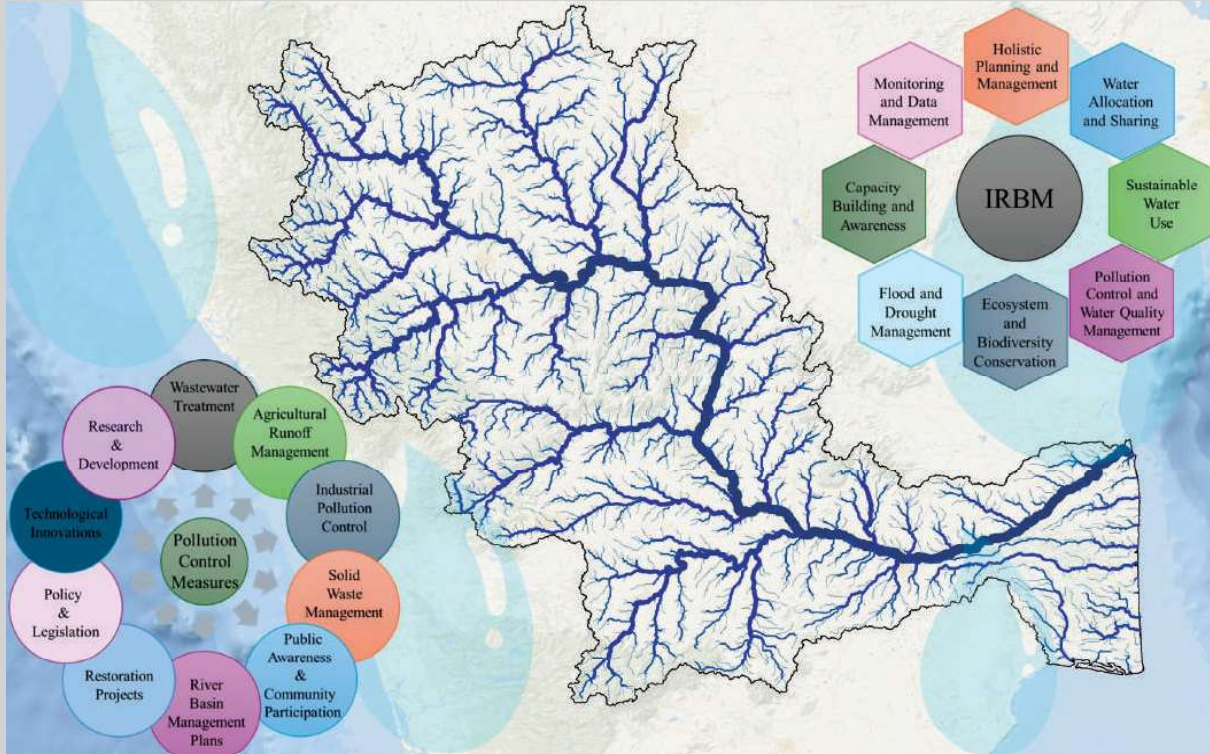 Holistic
Planning and
Management
Monitoring
and Data
Management
Water
Allocation
and Sharing
Capacity
Building and
Awareness
IRBM
Sustainable
Water
Use
Flood and
Drought
Management
Ecosystem
and
Biodiversity
Conservation
Pollution
Control and
Water Quality
Management
Wastewater
Treatment
Research
&
Development
Agricultural
Runoff
Management
Technological
Innovations
Industrial
Pollution
Control
Pollution
Control
Measures
Policy
&
Legislation
Solid
Waste
Management
Restoration
Projects
River
Basin
Management
Plans
Public
Awareness
&
Community
Participation